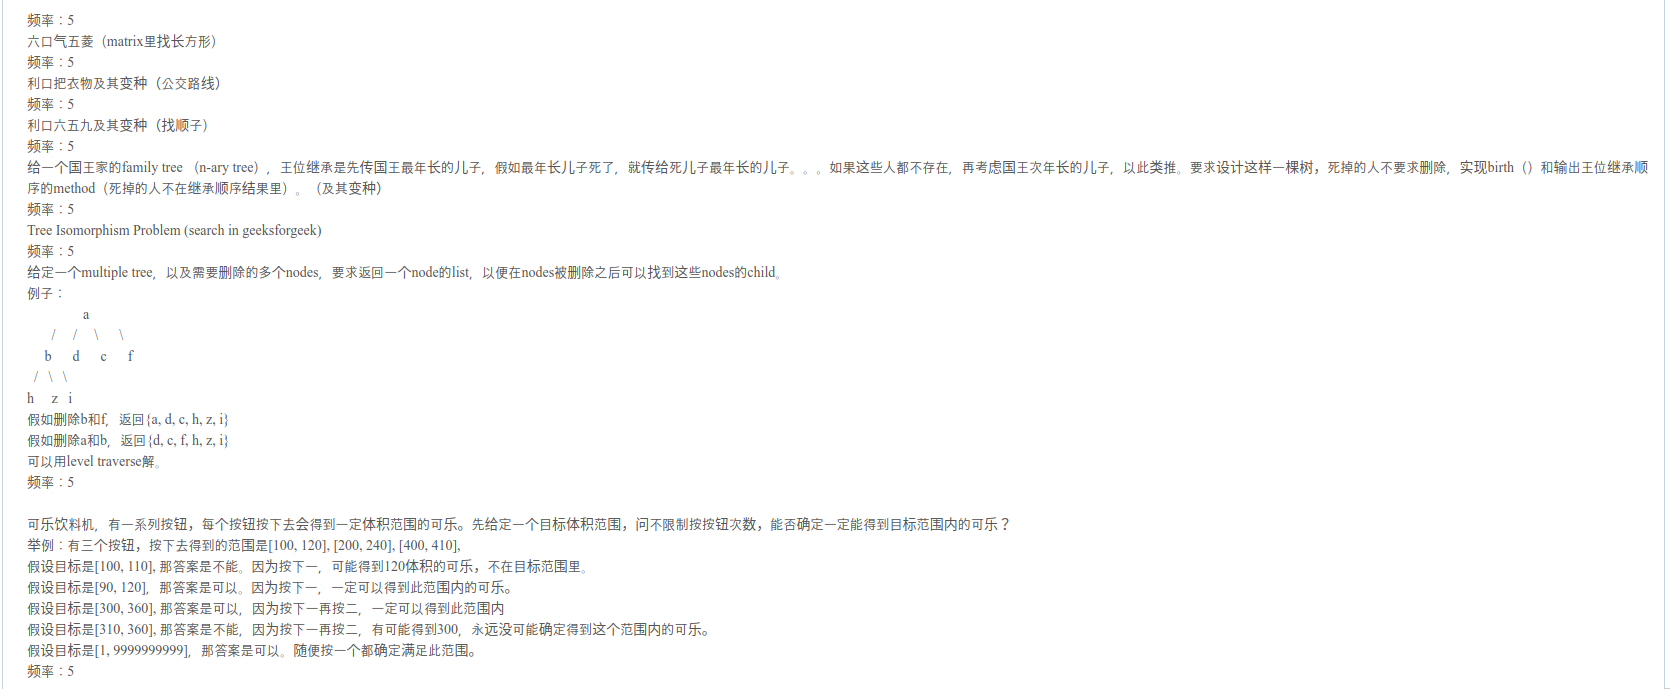 频率：5
六口气五菱（matrix里找长方形）
频率：5
利口把衣物及其变种（公交路线）
频率：5
利口六五九及其变种（找顺子）
频率：5
给一个国王家的family tree （n-ary tree），王位继承是先传国王最年长的儿子，假如最年长儿子死了，就传给死儿子最年长的儿子。。。如果这些人都不存在，再考虑国王次年长的儿子，以此类推。要求设计这样一棵树，死掉的人不要求删除，实现birth（）和输出王位继承顺
序的method（死掉的人不在继承顺序结果里）。（及其变种）
频率：5
Tree Isomorphism Problem (search in geeksforgeek)
频率：5
给定一个multiple tree，以及需要删除的多个nodes，要求返回一个node的list，以便在nodes被删除之后可以找到这些nodes的child。
例子：
a
/ / \ \
b d c f
/ \ \
h z i
假如删除b和f，返回{a, d, c, h, z, i}
假如删除a和b，返回{d, c, f, h, z, i}
可以用level traverse解。
频率：5
可乐饮料机，有一系列按钮，每个按钮按下去会得到一定体积范围的可乐。先给定一个目标体积范围，问不限制按按钮次数，能否确定一定能得到目标范围内的可乐？
举例：有三个按钮，按下去得到的范围是[100, 120], [200, 240], [400, 410],
假设目标是[100, 110], 那答案是不能。因为按下一，可能得到120体积的可乐，不在目标范围里。
假设目标是[90, 120]，那答案是可以。因为按下一，一定可以得到此范围内的可乐。
假设目标是[300, 360], 那答案是可以，因为按下一再按二，一定可以得到此范围内
假设目标是[310, 360], 那答案是不能，因为按下一再按二，有可能得到300，永远没可能确定得到这个范围内的可乐。
假设目标是[1, 9999999999]，那答案是可以。随便按一个都确定满足此范围。
频率：5